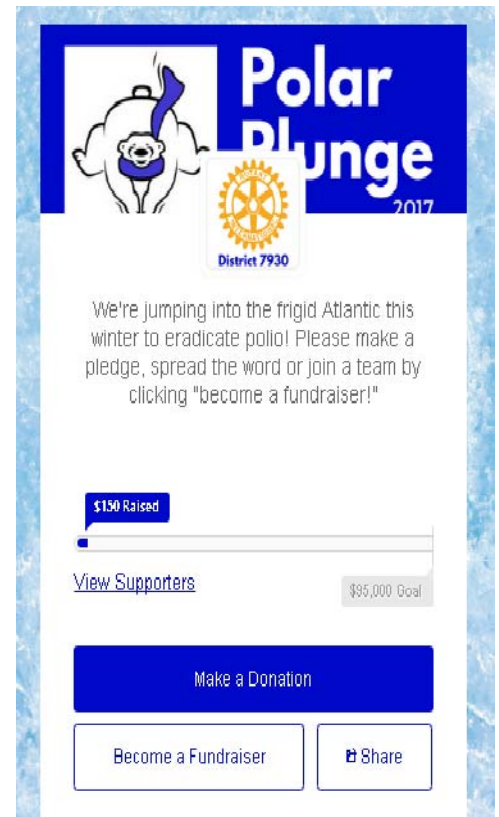 Polar
Plunge
2017
ROTARY
INTERNATIONAL
District 7930
We're jumping into the frigid Atlantic this
winter to eradicate polio! Please make a
pledge, spread the word or join a team by
clicking "become a fundraiser!"
$150 Raised
View Supporters
$95,000 Goal
Make a Donation
Become a Fundraiser
Share